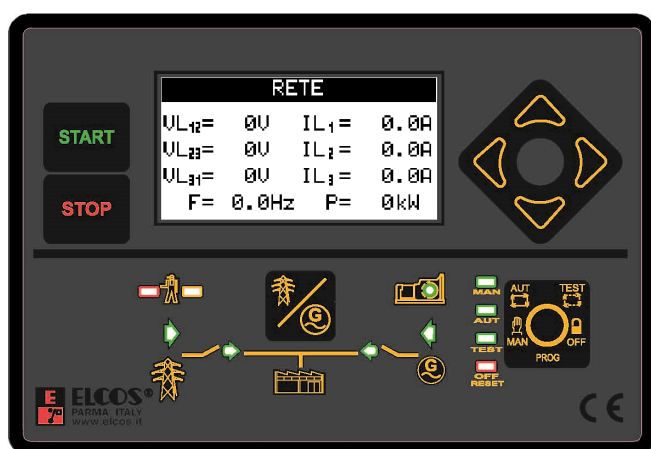 RETE
VL12= 0V IL1= 0.0A
VL23= 0V IL2= 0.0A
VL31= 0V IL3= 0.0A
F= 0.0Hz P= 0kW
START
STOP
MAN
AUT
TEST
OFF
RESET
AUT TEST
MAN OFF
PROG
G
G
E ELCOS®
PARMA ITALY
www.elcos.it
CE